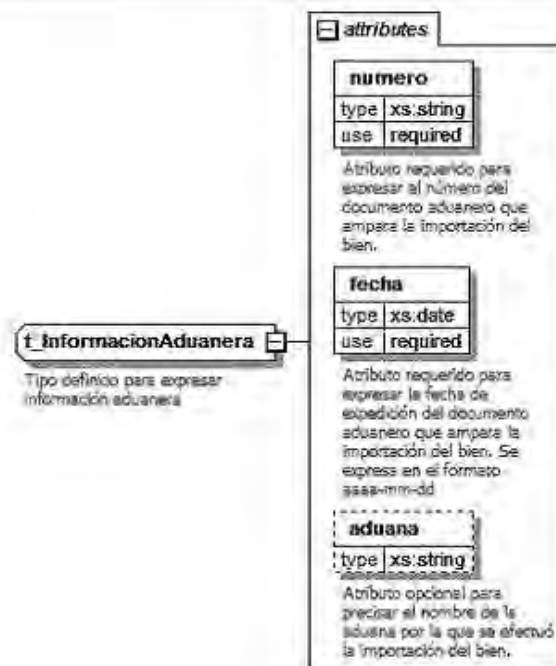 attributes
numero
type xs:string
use required
Atributo requerido para
expresar el número del
documento aduanero que
ampara la importación del
bien.
fecha
type xs:date
use required
t_InformacionAduanera
Tipo definido para expresar
información aduanera
Atributo requerido para
expresar la fecha de
expedición del documento
aduanero que ampara la
importación del bien. Se
expresa en el formato
aaaa-mm-dd
aduana
type xs:string
Atributo opcional para
precisar el nombre de la
aduana por la que se efectuó
la importación del bien.